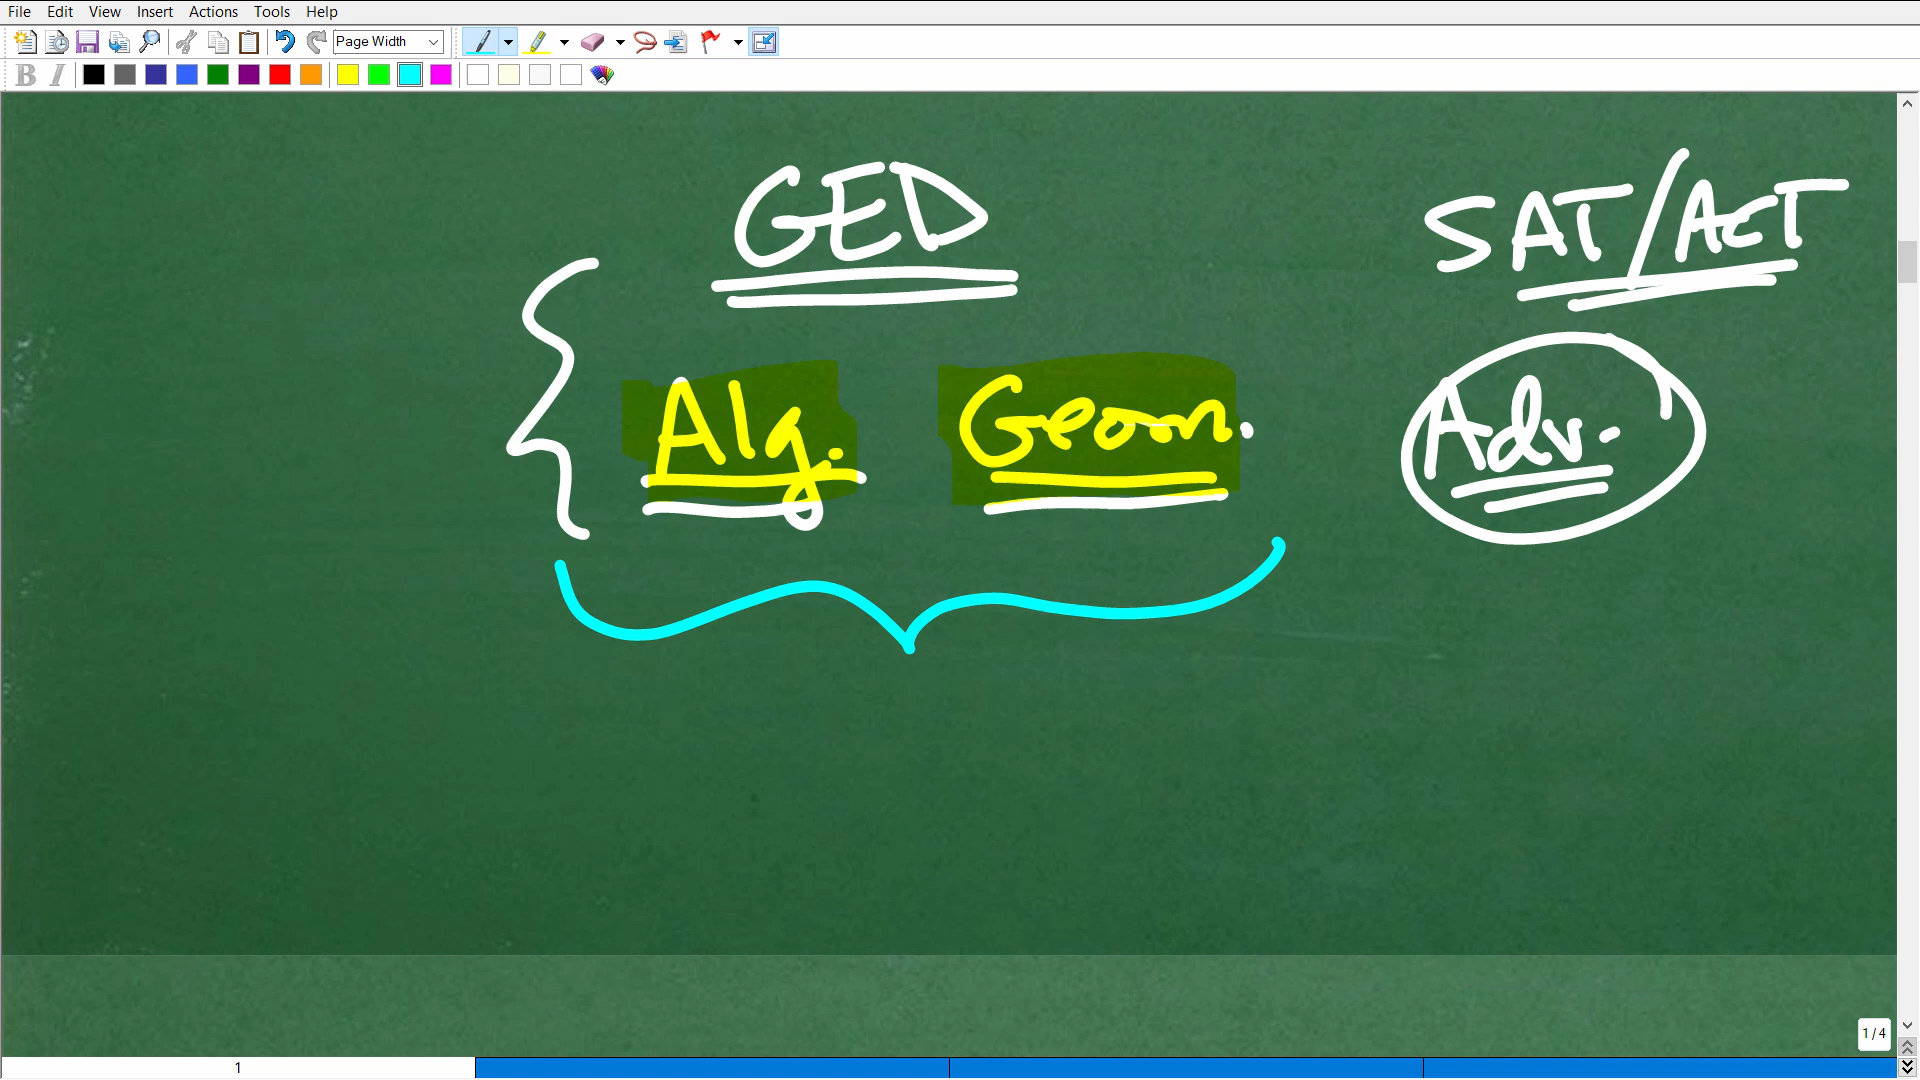 File Edit View Insert Actions Tools Help
Page Width
B I
GED SAT/ACT
Alg. Geom. Adv.
1 / 4
1